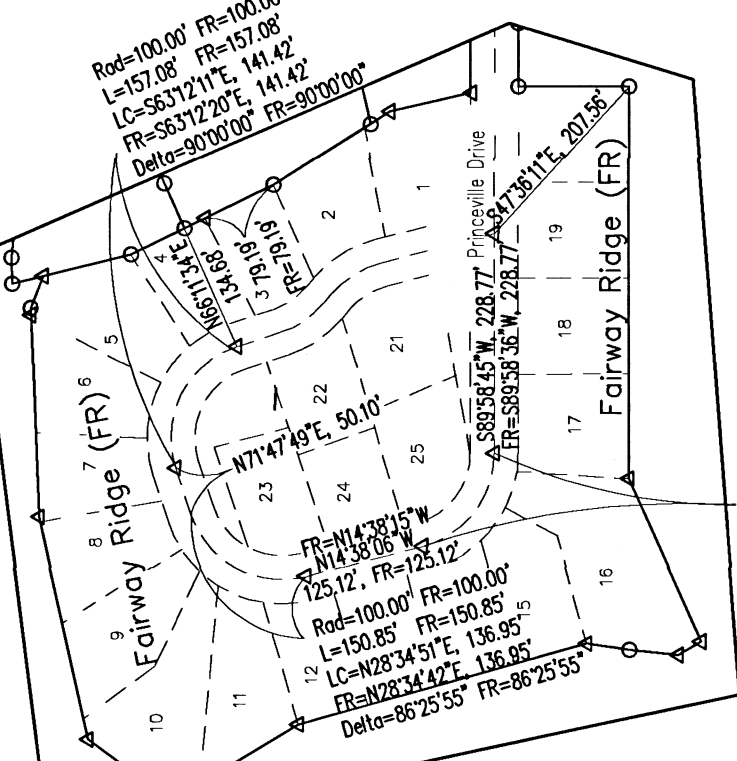 Rad=100.00' FR=100.00'
L=157.08' FR=157.08'
LC=S63°12'11"E, 141.42'
FR=S63°12'20"E, 141.42'
Delta=90°00'00" FR=90°00'00"
N66°11'34"E
134.68'
79.19'
FR=79.19'
Princeville Drive
S47°36'11"E, 207.56'
S89°58'45"W, 228.77'
FR=S89°58'36"W, 228.77'
Fairway Ridge (FR)
Fairway Ridge (FR)
1
2
3
4
5
6
7
8
9
10
11
12
15
16
17
18
19
21
22
23
24
25
N71°47'49"E, 50.10'
FR=N14°38'15"W
N14°38'06"W
125.12', FR=125.12'
Rad=100.00' FR=100.00'
L=150.85' FR=150.85'
LC=N28°34'51"E, 136.95'
FR=N28°34'42"E, 136.95'
Delta=86°25'55" FR=86°25'55"